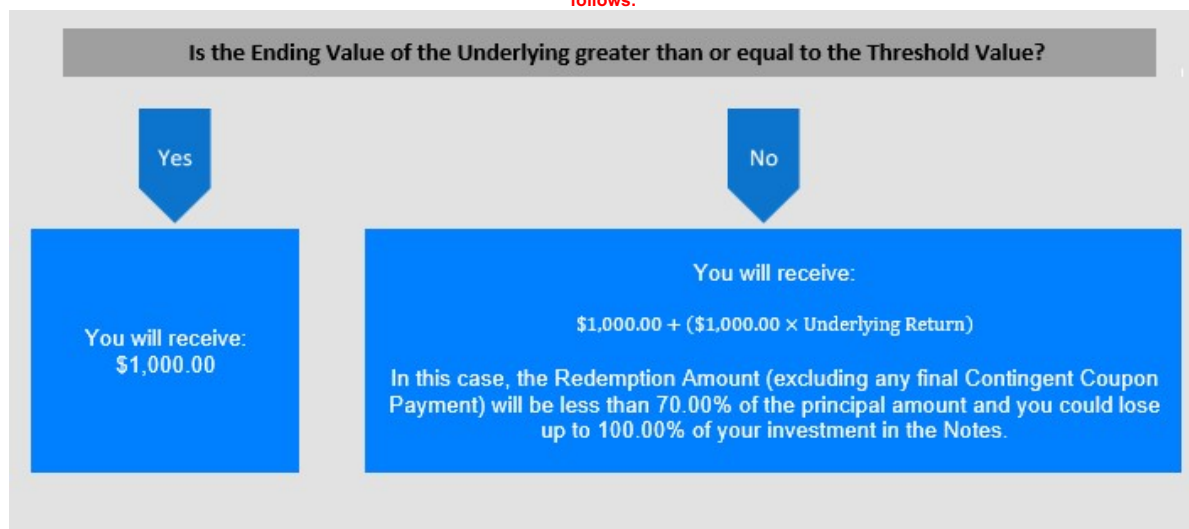 follows:
Is the Ending Value of the Underlying greater than or equal to the Threshold Value?
Yes
No
You will receive:
$1,000.00
You will receive:
$1,000.00 + ($1,000.00 × Underlying Return)
In this case, the Redemption Amount (excluding any final Contingent Coupon
Payment) will be less than 70.00% of the principal amount and you could lose
up to 100.00% of your investment in the Notes.